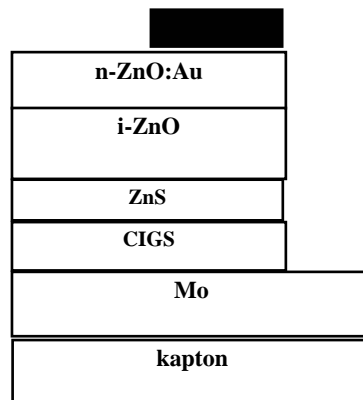 n-ZnO:Au
i-ZnO
ZnS
CIGS
Mo
kapton